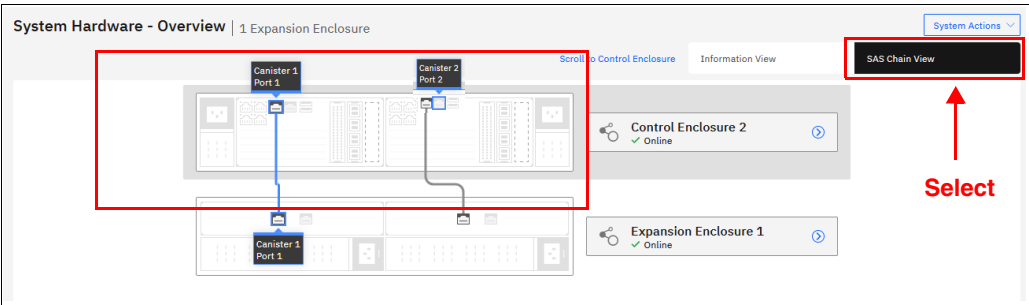 System Hardware - Overview | 1 Expansion Enclosure
System Actions
Scroll to Control Enclosure
Information View
SAS Chain View
Canister 1
Port 1
Canister 2
Port 2
Control Enclosure 2
Online
Select
Expansion Enclosure 1
Online
Canister 1
Port 1